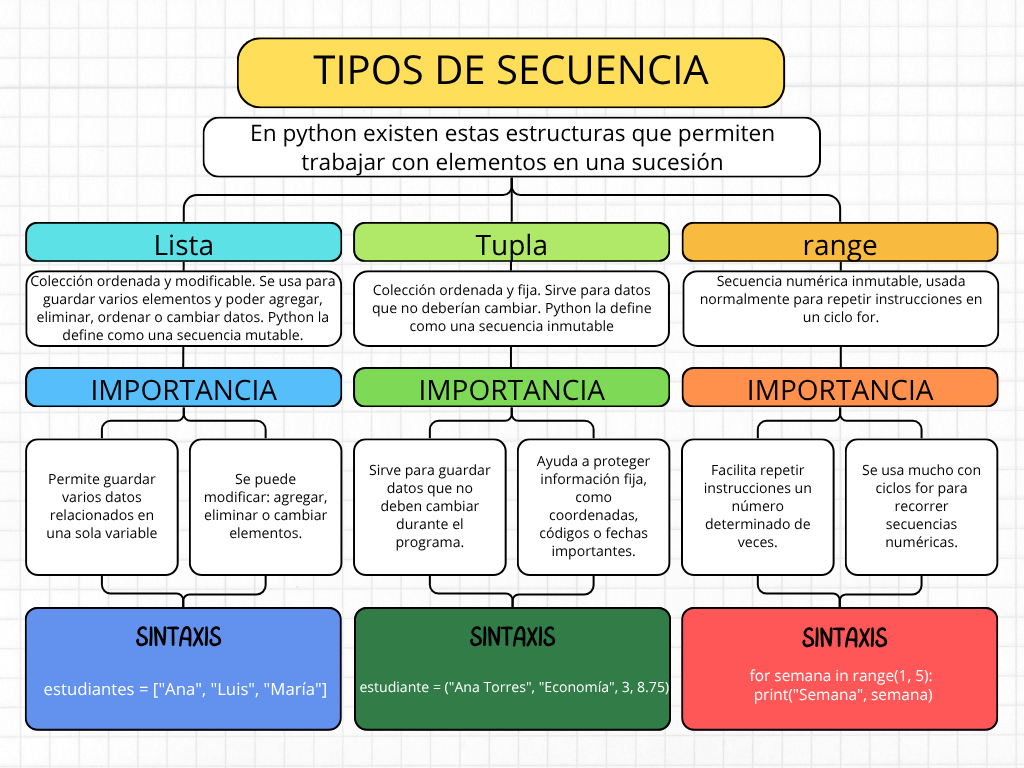 TIPOS DE SECUENCIA
En python existen estas estructuras que permiten
trabajar con elementos en una sucesión
Lista
Colección ordenada y modificable. Se usa para
guardar varios elementos y poder agregar,
eliminar, ordenar o cambiar datos. Python la
define como una secuencia mutable.
IMPORTANCIA
Permite guardar
varios datos
relacionados en
una sola variable
Se puede
modificar: agregar,
eliminar o cambiar
elementos.
SINTAXIS
estudiantes = ["Ana", "Luis", "María"]
Tupla
Colección ordenada y fija. Sirve para datos
que no deberían cambiar. Python la define
como una secuencia inmutable
IMPORTANCIA
Sirve para guardar
datos que no
deben cambiar
durante el
programa.
Ayuda a proteger
información fija,
como
coordenadas,
códigos o fechas
importantes.
SINTAXIS
estudiante = ("Ana Torres", "Economía", 3, 8.75)
range
Secuencia numérica inmutable, usada
normalmente para repetir instrucciones en
un ciclo for.
IMPORTANCIA
Facilita repetir
instrucciones un
número
determinado de
veces.
Se usa mucho con
ciclos for para
recorrer
secuencias
numéricas.
SINTAXIS
for semana in range(1, 5):
print("Semana", semana)